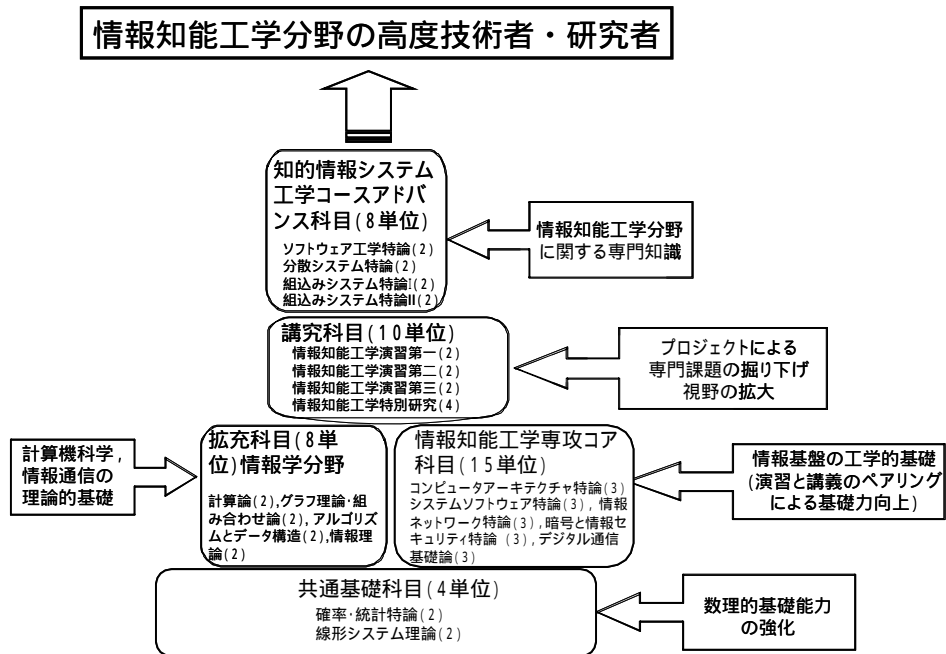 情報知能工学分野の高度技術者・研究者
知的情報システム
工学コースアドバ
ンス科目(8単位)
ソフトウェア工学特論(2)
分散システム特論(2)
組込みシステム特論I(2)
組込みシステム特論II(2)
情報知能工学分野
に関する専門知識
講究科目(10単位)
情報知能工学演習第一(2)
情報知能工学演習第二(2)
情報知能工学演習第三(2)
情報知能工学特別研究(4)
プロジェクトによる
専門課題の掘り下げ
視野の拡大
計算機科学,
情報通信の
理論的基礎
拡充科目(8単
位)情報学分野
計算論(2),グラフ理論・組
み合わせ論(2), アルゴリズ
ムとデータ構造(2),情報理
論(2)
情報知能工学専攻コア
科目(15単位)
コンピュータアーキテクチャ特論(3)
システムソフトウェア特論(3), 情報
ネットワーク特論(3),暗号と情報セ
キュリティ特論 (3),デジタル通信
基礎論(3)
情報基盤の工学的基礎
(演習と講義のペアリング
による基礎力向上)
共通基礎科目(4単位)
確率・統計特論(2)
線形システム理論(2)
数理的基礎能力
の強化